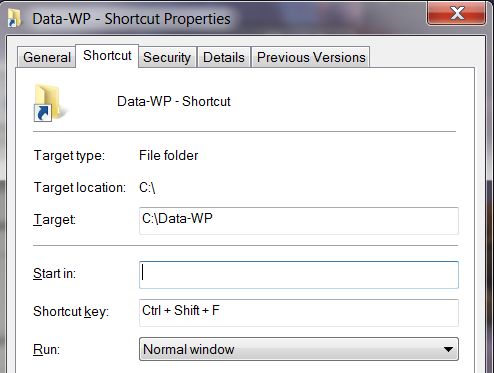 Data-WP - Shortcut Properties
General Shortcut Security Details Previous Versions
Data-WP - Shortcut
Target type: File folder
Target location: C:\
Target: C:\Data-WP
Start in:
Shortcut key: Ctrl + Shift + F
Run: Normal window